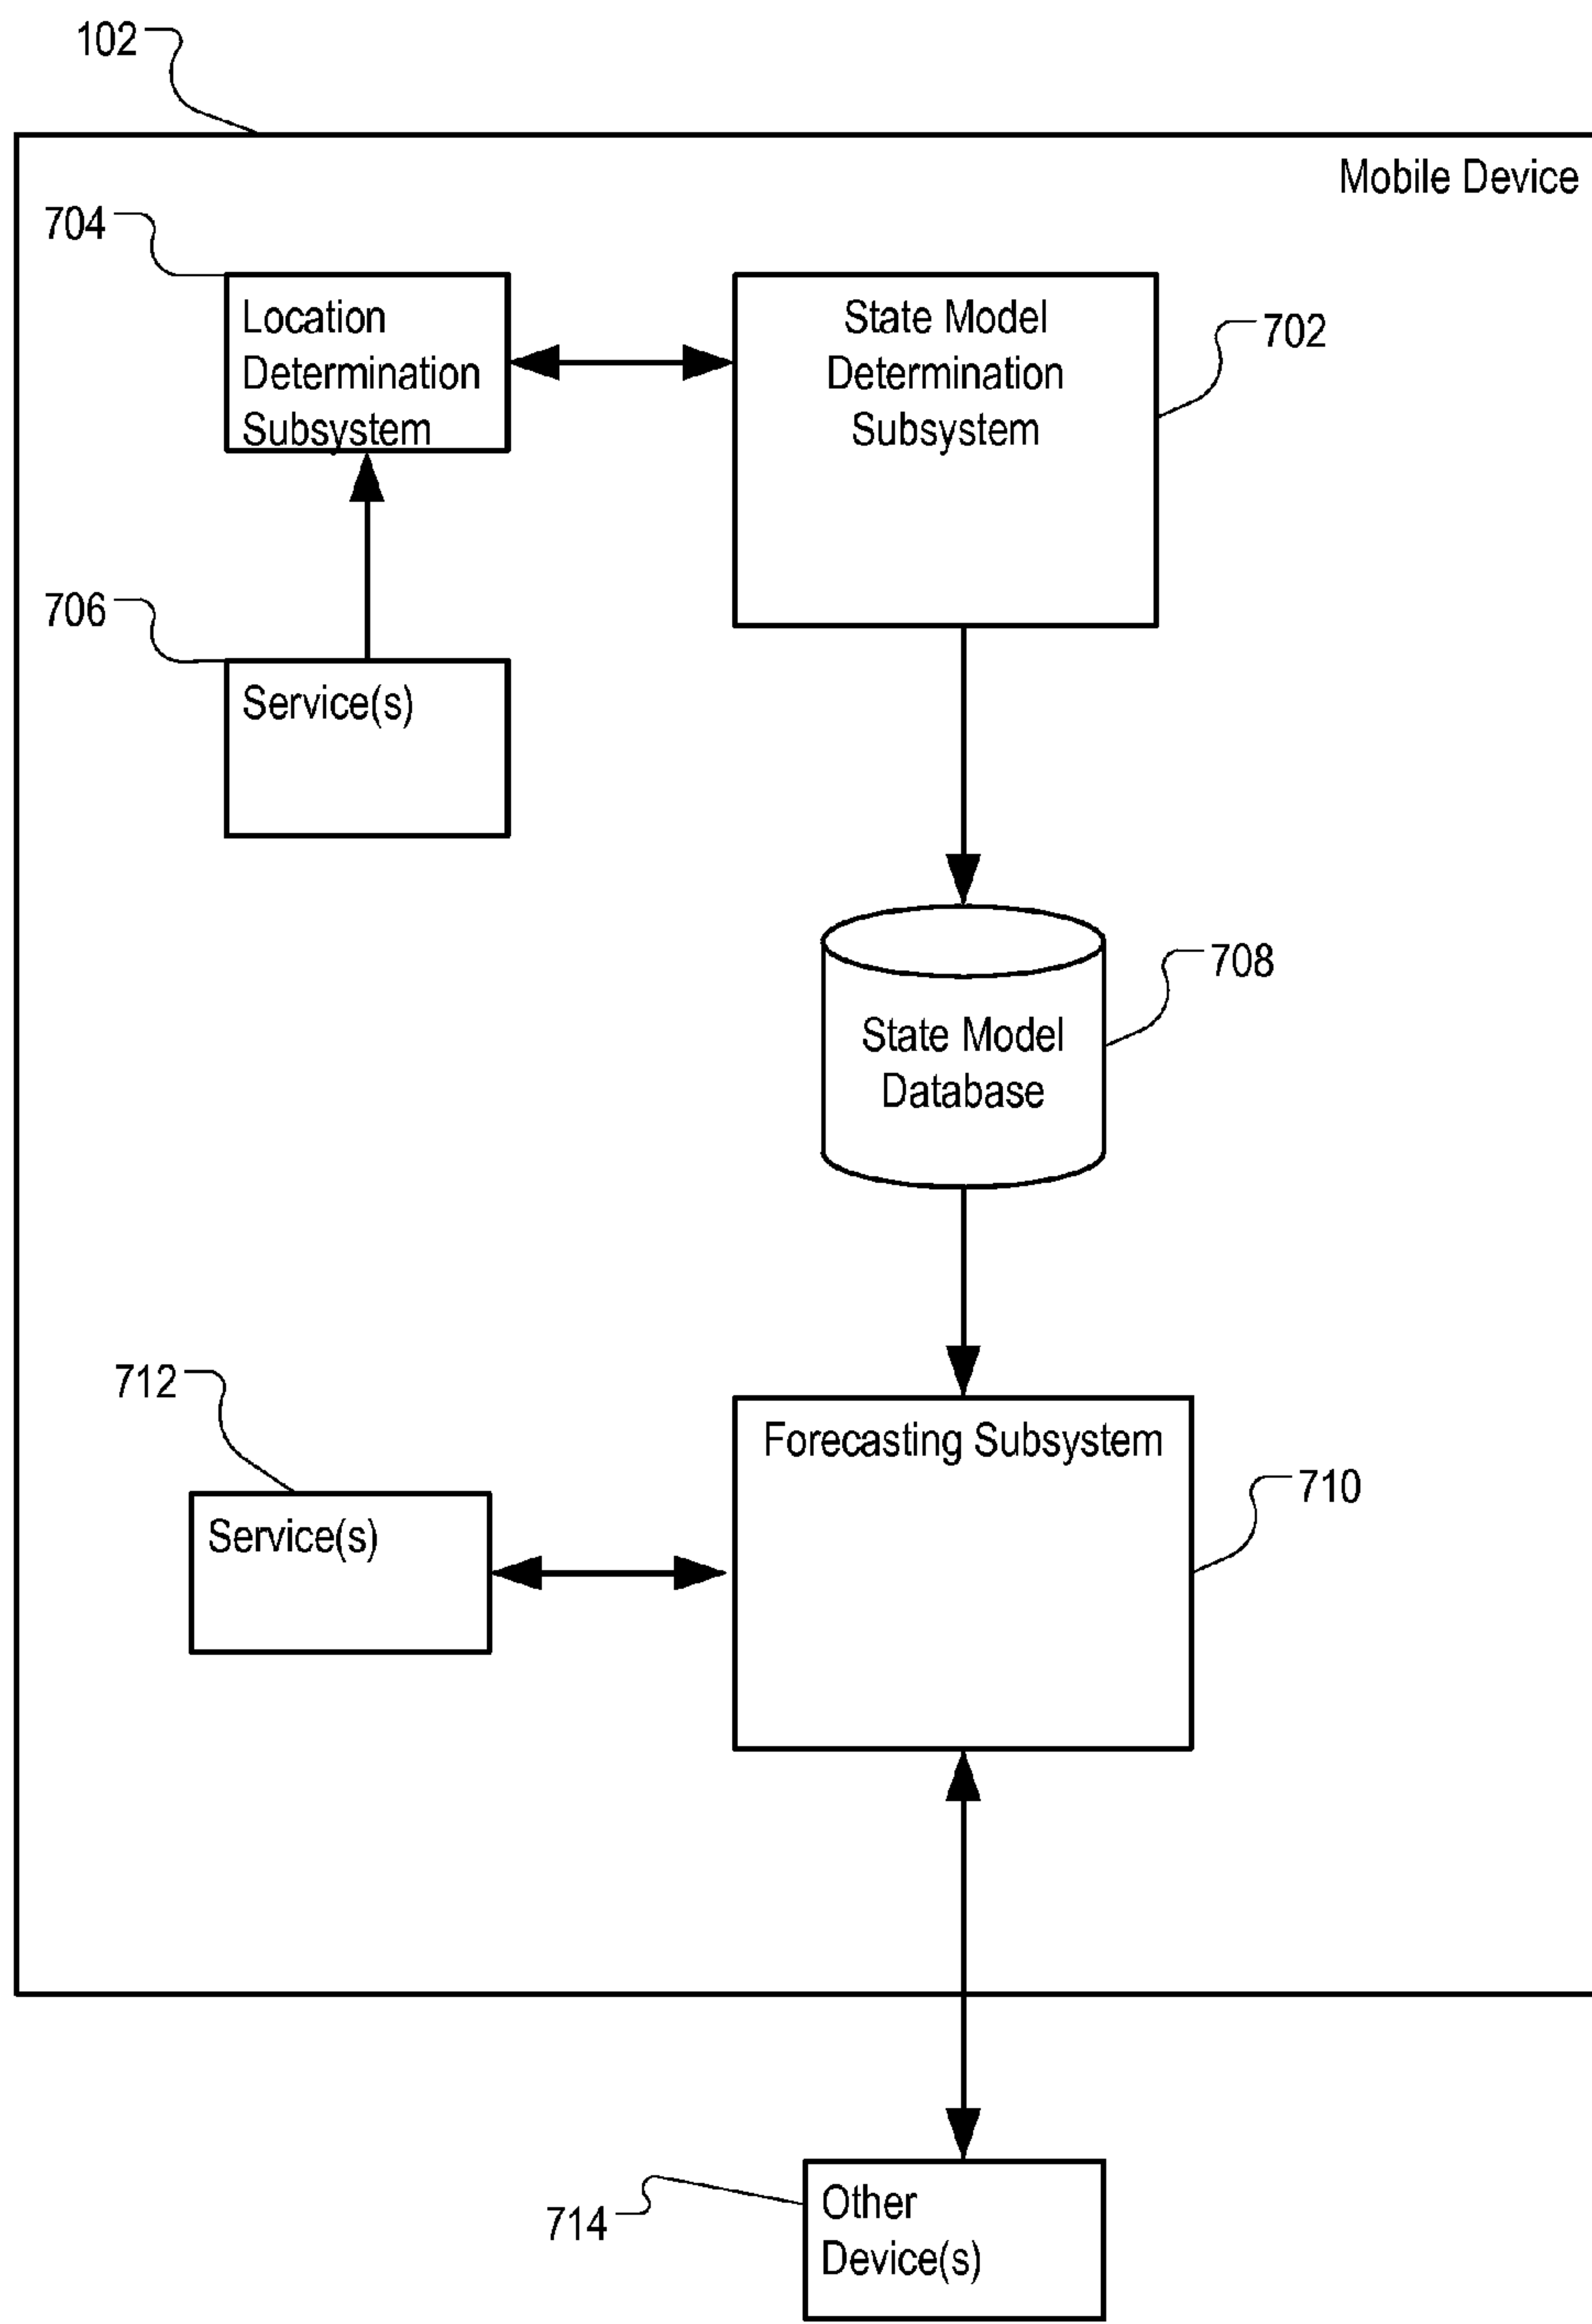 102
Mobile Device
704
Location
Determination
Subsystem
State Model
Determination
Subsystem
702
706
Service(s)
708
State Model
Database
712
Service(s)
Forecasting Subsystem
710
714
Other
Device(s)